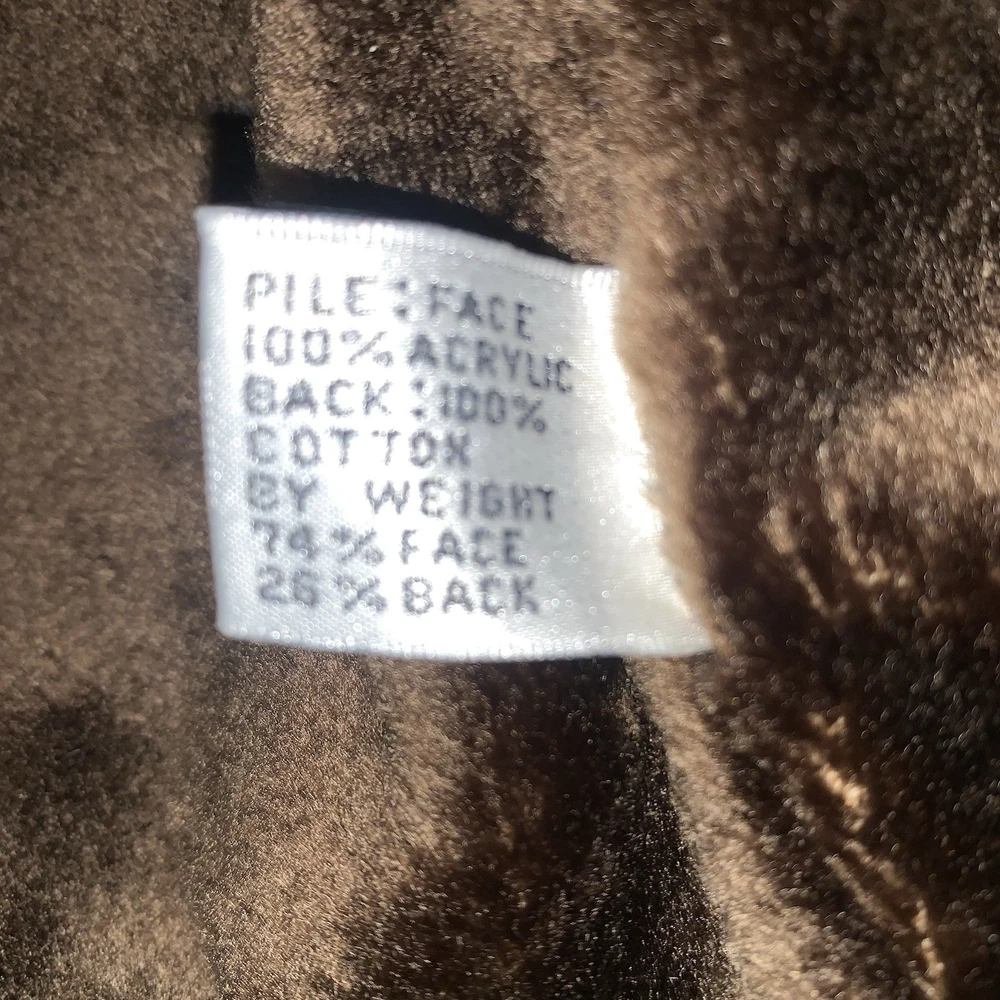 PILE: FACE
100% ACRYLIC
BACK: 100%
COTTON
BY WEIGHT
74% FACE
26% BACK